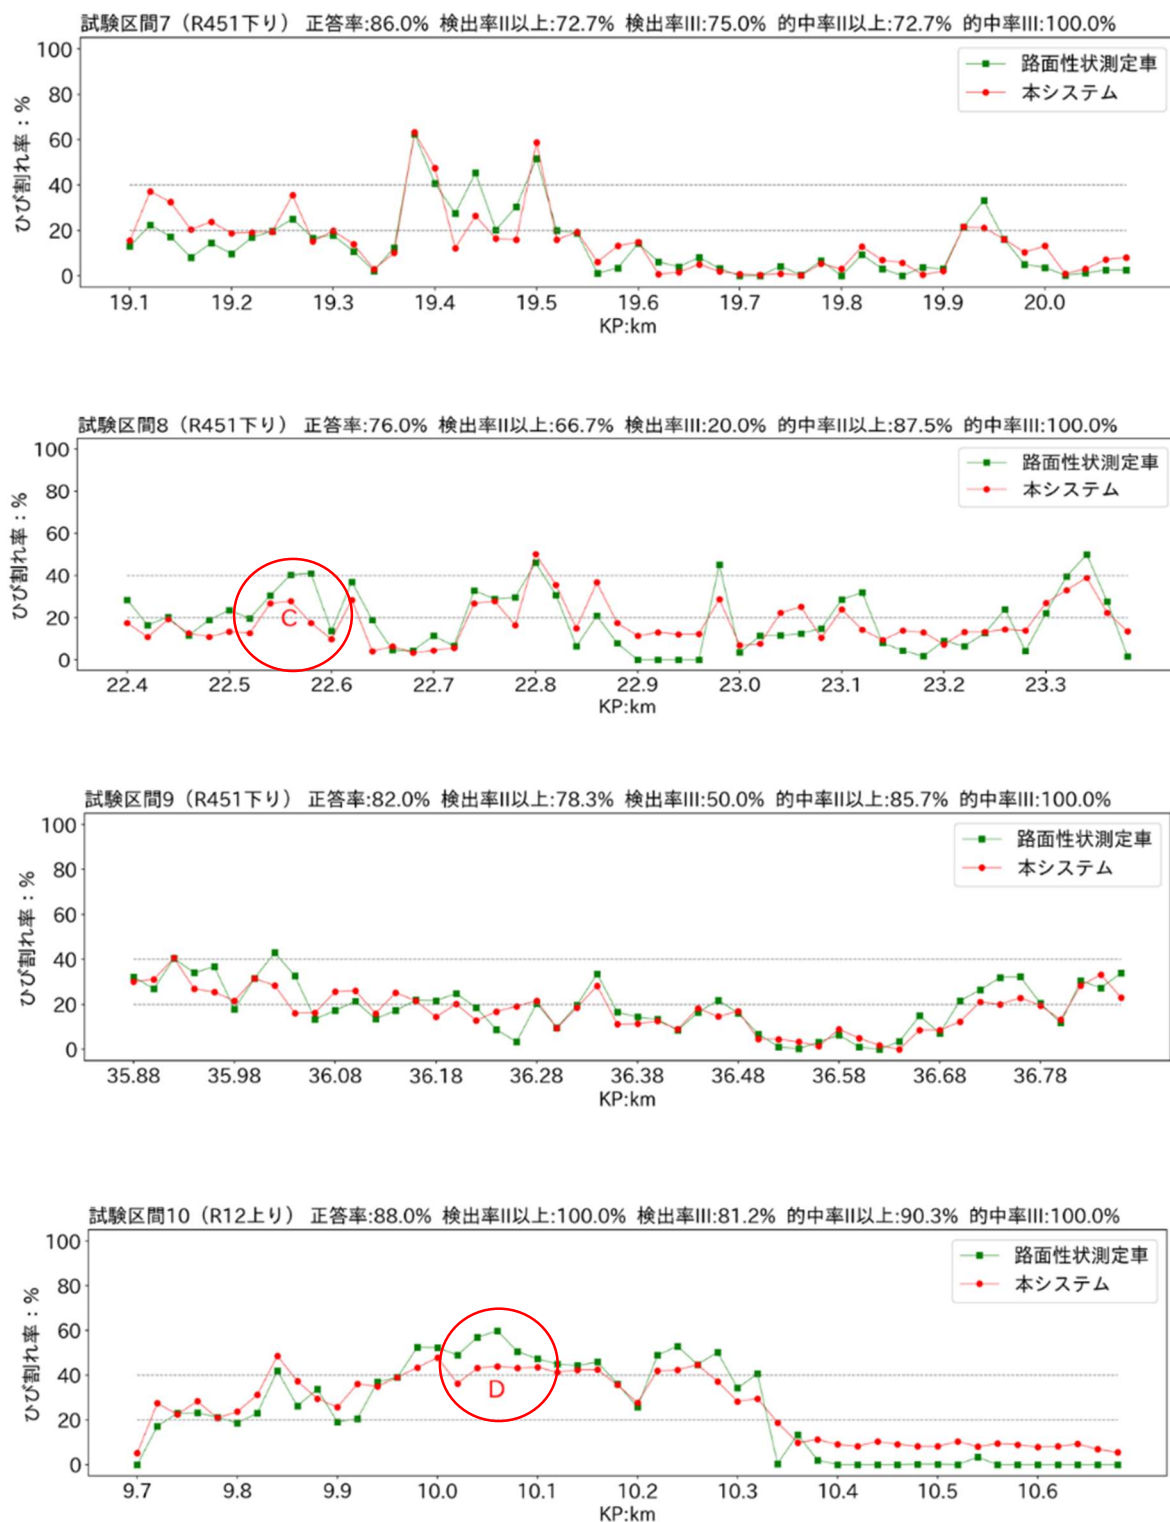 試験区間7（R451下り） 正答率:86.0% 検出率II以上:72.7% 検出率III:75.0% 的中率II以上:72.7% 的中率III:100.0%
100
80
60
40
20
0
ひび割れ率：%
路面性状測定車
本システム
19.1 19.2 19.3 19.4 19.5 19.6 19.7 19.8 19.9 20.0
KP:km
試験区間8（R451下り） 正答率:76.0% 検出率II以上:66.7% 検出率III:20.0% 的中率II以上:87.5% 的中率III:100.0%
100
80
60
40
20
0
ひび割れ率：%
路面性状測定車
本システム
C
22.4 22.5 22.6 22.7 22.8 22.9 23.0 23.1 23.2 23.3
KP:km
試験区間9（R451下り） 正答率:82.0% 検出率II以上:78.3% 検出率III:50.0% 的中率II以上:85.7% 的中率III:100.0%
100
80
60
40
20
0
ひび割れ率：%
路面性状測定車
本システム
35.88 35.98 36.08 36.18 36.28 36.38 36.48 36.58 36.68 36.78
KP:km
試験区間10（R12上り） 正答率:88.0% 検出率II以上:100.0% 検出率III:81.2% 的中率II以上:90.3% 的中率III:100.0%
100
80
60
40
20
0
ひび割れ率：%
路面性状測定車
本システム
D
9.7 9.8 9.9 10.0 10.1 10.2 10.3 10.4 10.5 10.6
KP:km